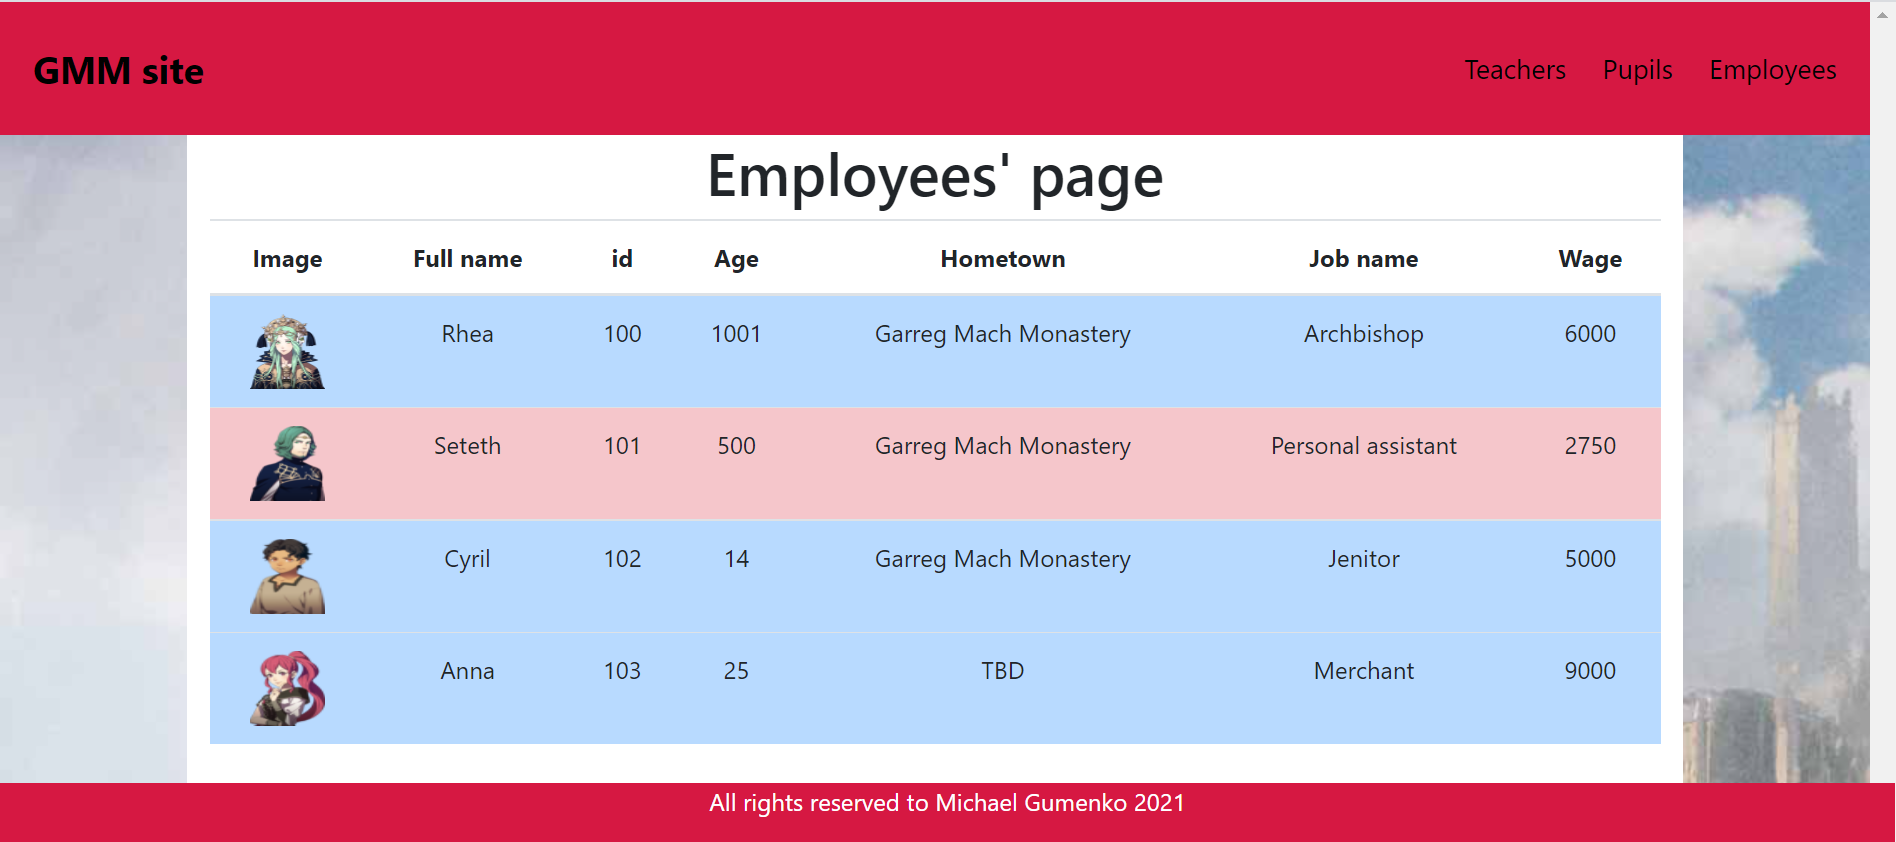 GMM site Teachers Pupils Employees
Employees' page
Image Full name id Age Hometown Job name Wage
Rhea 100 1001 Garreg Mach Monastery Archbishop 6000
Seteth 101 500 Garreg Mach Monastery Personal assistant 2750
Cyril 102 14 Garreg Mach Monastery Jenitor 5000
Anna 103 25 TBD Merchant 9000
All rights reserved to Michael Gumenko 2021